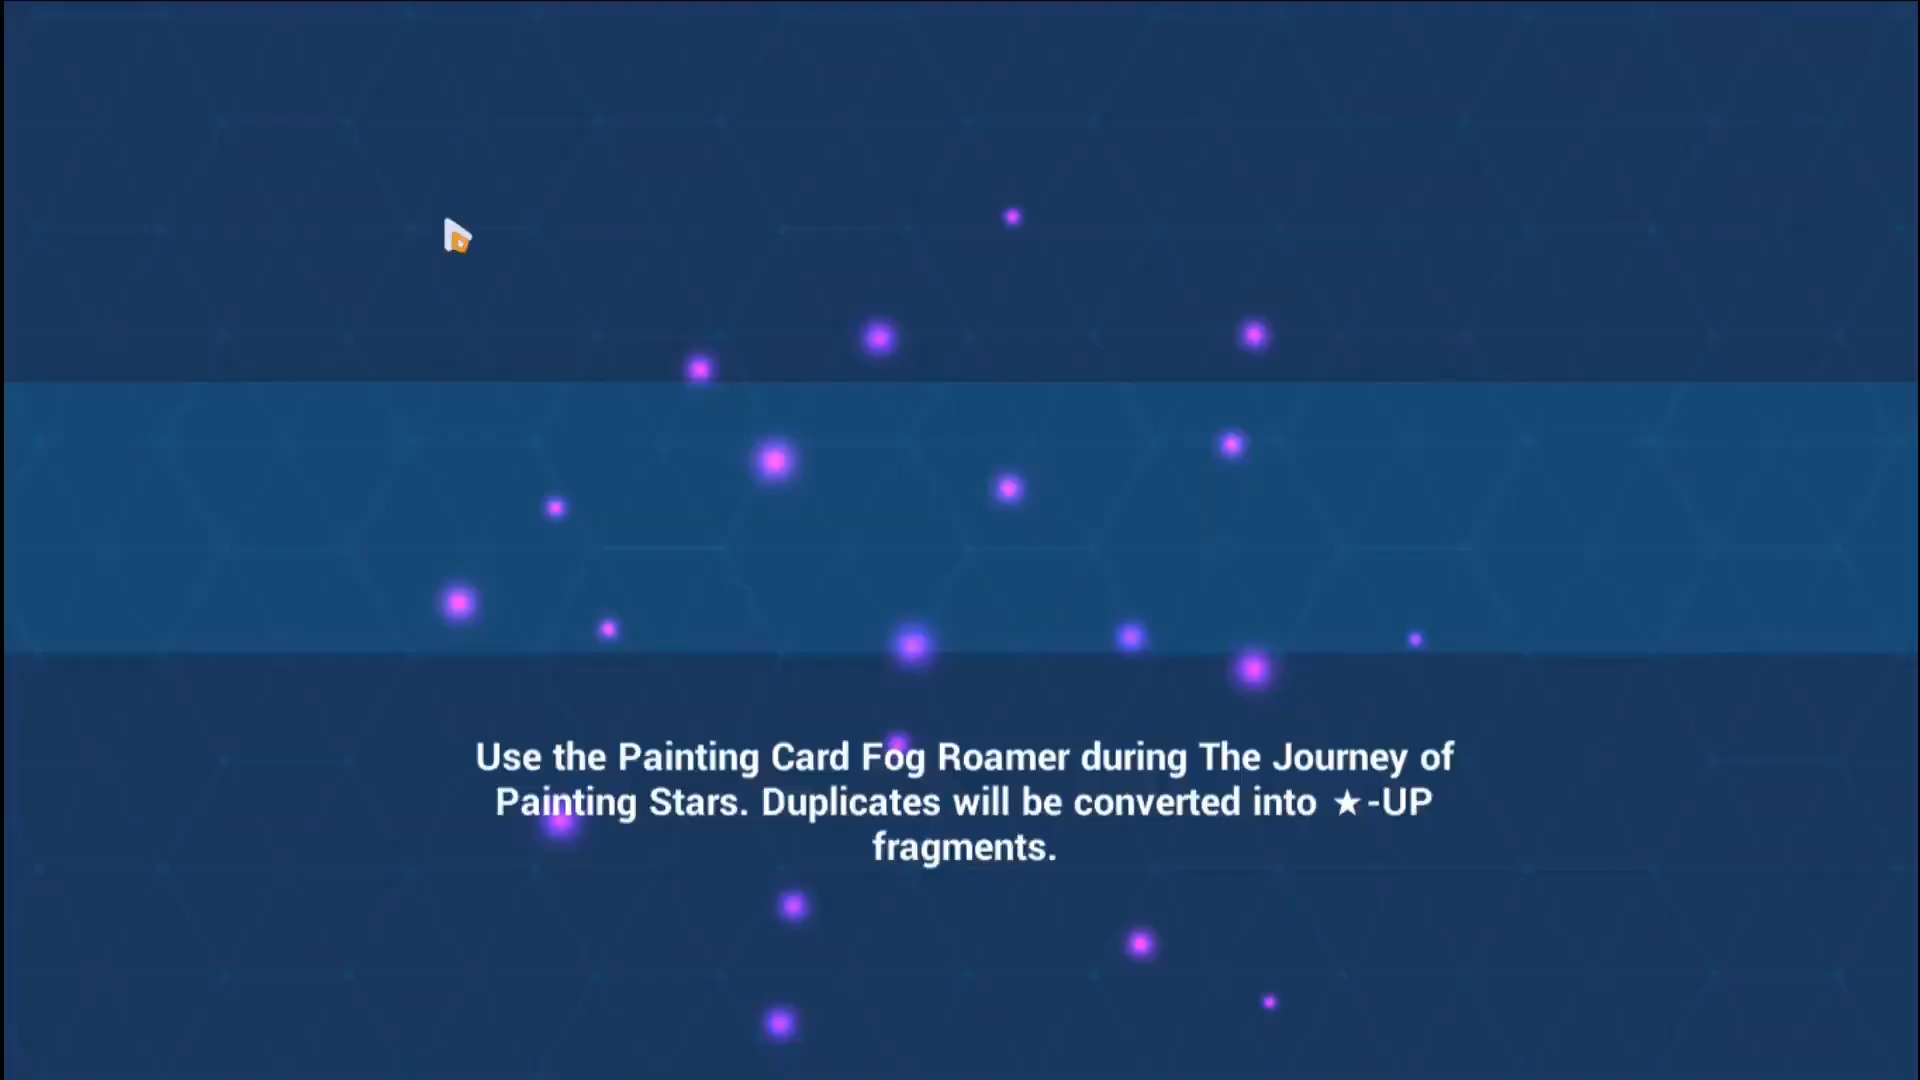 Use the Painting Card Fog Roamer during The Journey of
Painting Stars. Duplicates will be converted into ★-UP
fragments.